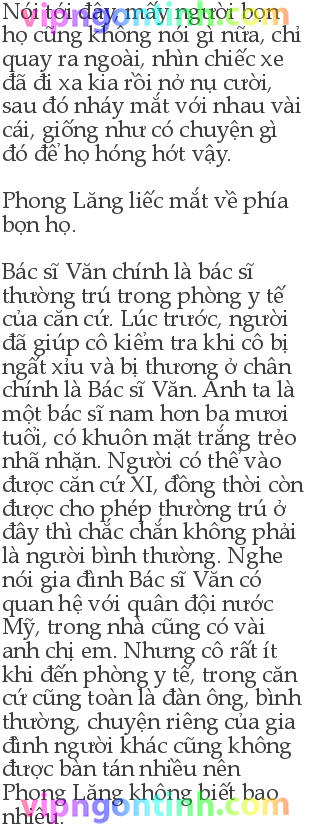 Nói tới đây, mấy người bọn
họ cũng không nói gì nữa, chỉ
quay ra ngoài, nhìn chiếc xe
đã đi xa kia rồi nở nụ cười,
sau đó nháy mắt với nhau vài
cái, giống như có chuyện gì
đó để họ hóng hớt vậy.
Phong Lăng liếc mắt về phía
bọn họ.
Bác sĩ Văn chính là bác sĩ
thường trú trong phòng y tế
của căn cứ. Lúc trước, người
đã giúp cô kiểm tra khi cô bị
ngất xỉu và bị thương ở chân
chính là Bác sĩ Văn. Anh ta là
một bác sĩ nam hơn ba mươi
tuổi, có khuôn mặt trắng trẻo
nhã nhặn. Người có thể vào
được căn cứ XI, đồng thời còn
được cho phép thường trú ở
đây thì chắc chắn không phải
là người bình thường. Nghe
nói gia đình Bác sĩ Văn có
quan hệ với quân đội nước
Mỹ, trong nhà cũng có vài
anh chị em. Nhưng cô rất ít
khi đến phòng y tế, trong căn
cứ cũng toàn là đàn ông, bình
thường, chuyện riêng của gia
đình người khác cũng không
được bàn tán nhiều nên
Phong Lăng không biết bao
nhiêu.
vipngontinh.com
vipngontinh.com